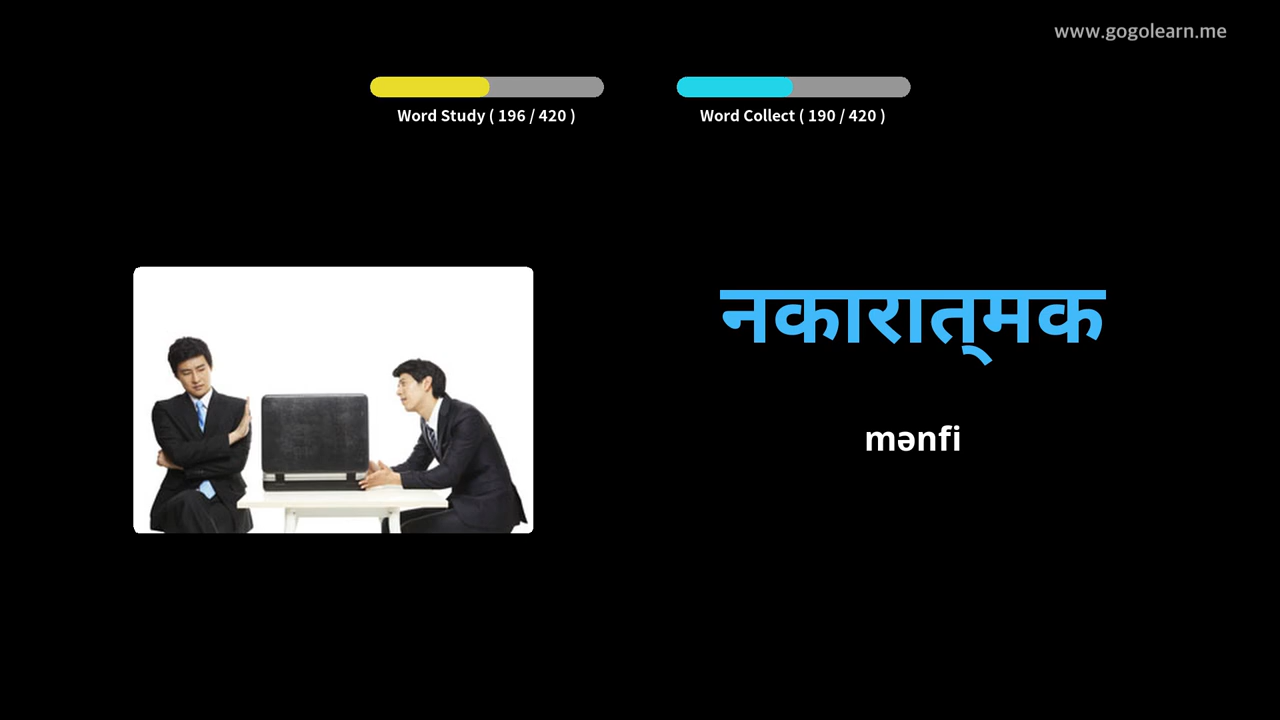 www.gogolearn.me
Word Study ( 196 / 420 )
Word Collect ( 190 / 420 )
नकारात्‌मक
mənfi